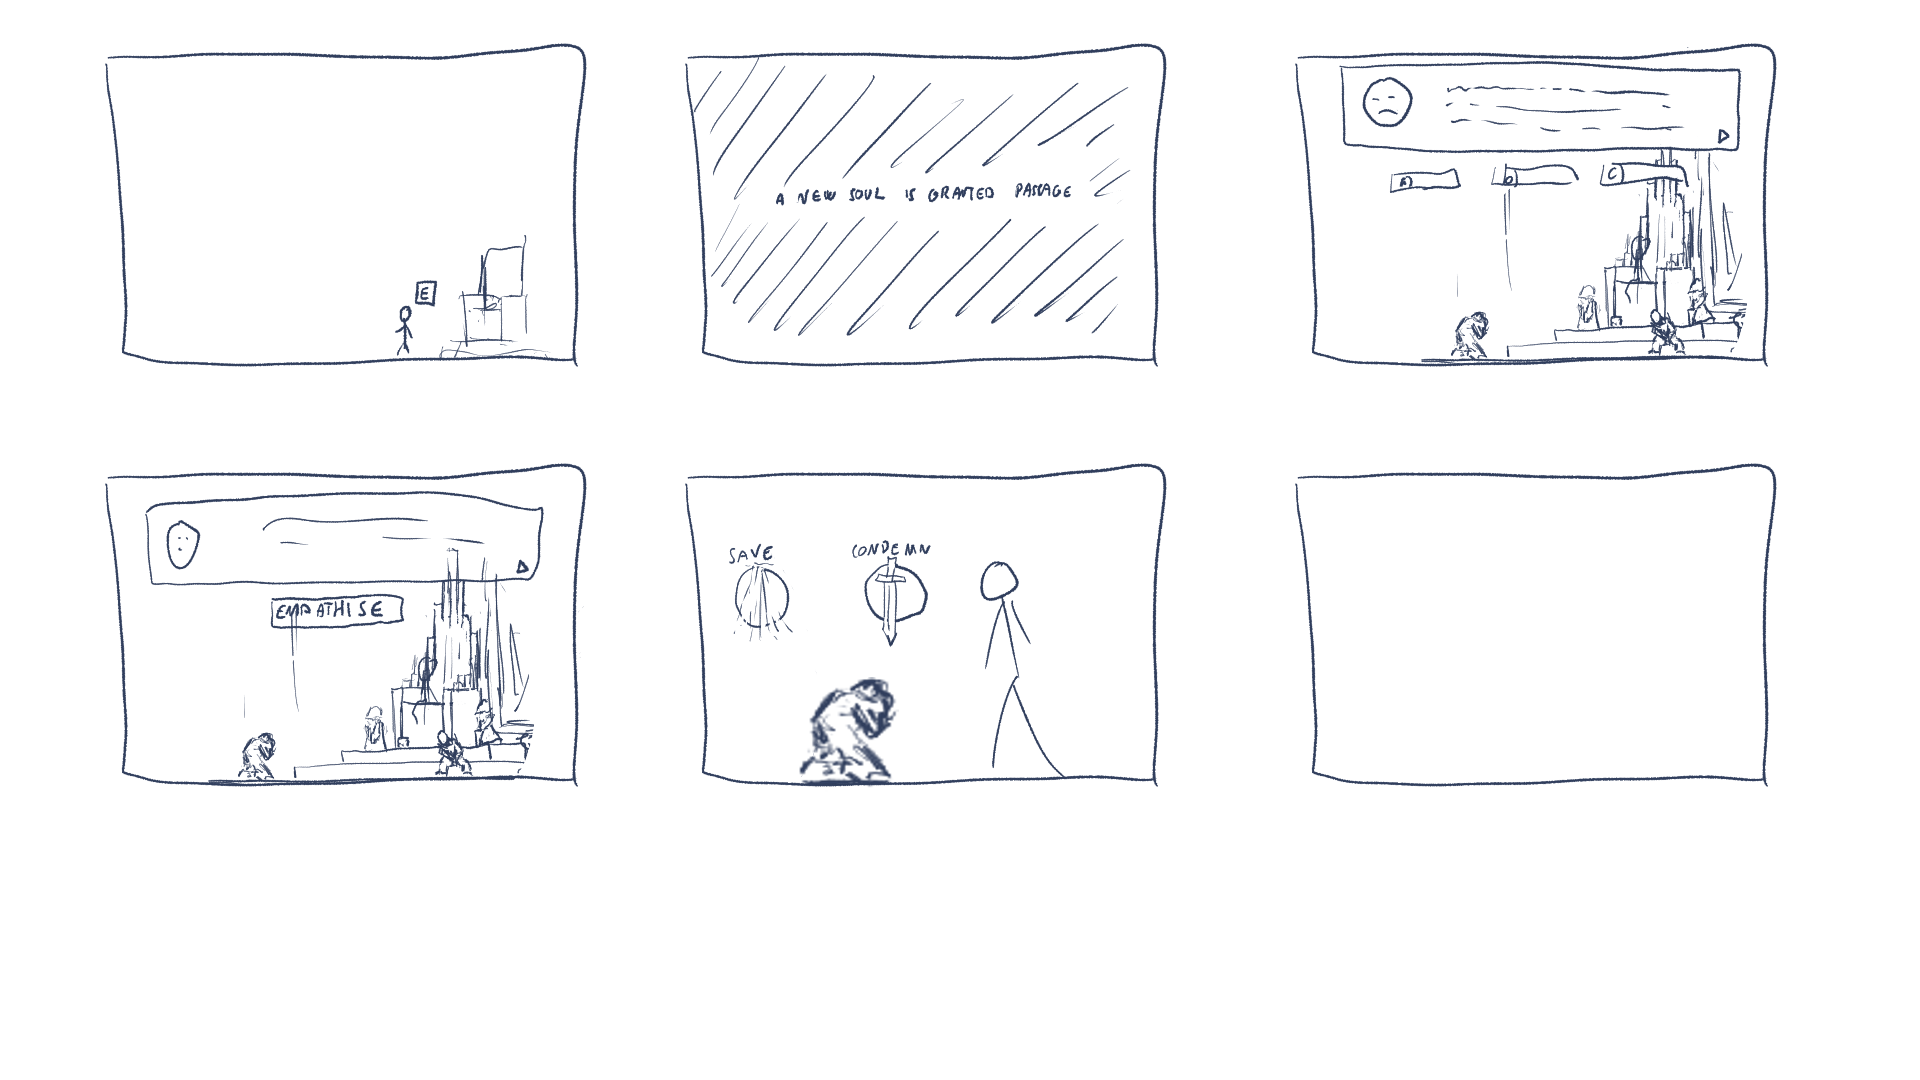 E
A NEW SOUL IS GRANTED PASSAGE
A
B
C
EMPATHISE
SAVE
CONDEMN